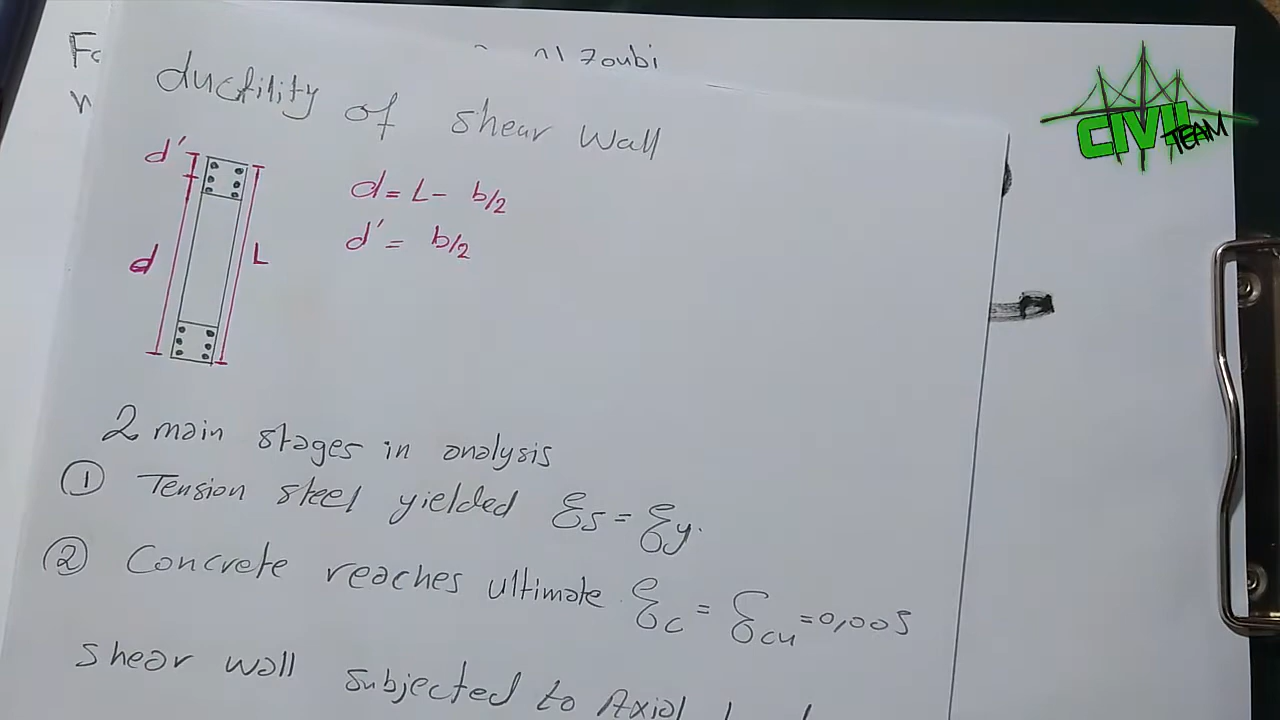 Zoubi
ductility of shear wall
d'
d = L - b/2
d' = b/2
d
L
2 main stages in analysis
① Tension steel yielded εs = εy.
② Concrete reaches ultimate εc = εcu = 0,005
shear wall subjected to Axial
CIVIL TEAM